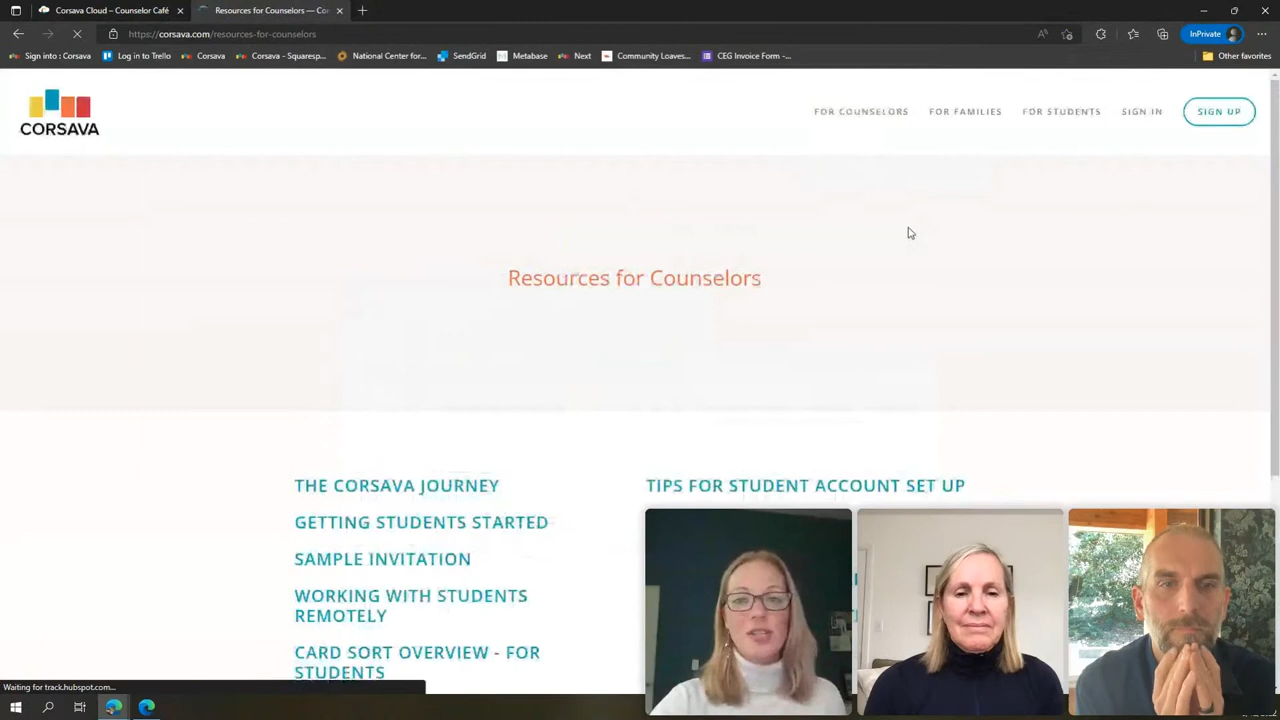 Corsava Cloud – Counselor Café
Resources for Counselors — Cor
https://corsava.com/resources-for-counselors
InPrivate
Sign into : Corsava
Log in to Trello
Corsava
Corsava - Squaresp...
National Center for...
SendGrid
Metabase
Next
Community Loaves...
CEG Invoice Form -...
Other favorites
CORSAVA
FOR COUNSELORS
FOR FAMILIES
FOR STUDENTS
SIGN IN
SIGN UP
Resources for Counselors
THE CORSAVA JOURNEY
GETTING STUDENTS STARTED
SAMPLE INVITATION
WORKING WITH STUDENTS
REMOTELY
CARD SORT OVERVIEW - FOR
STUDENTS
TIPS FOR STUDENT ACCOUNT SET UP
Waiting for track.hubspot.com...